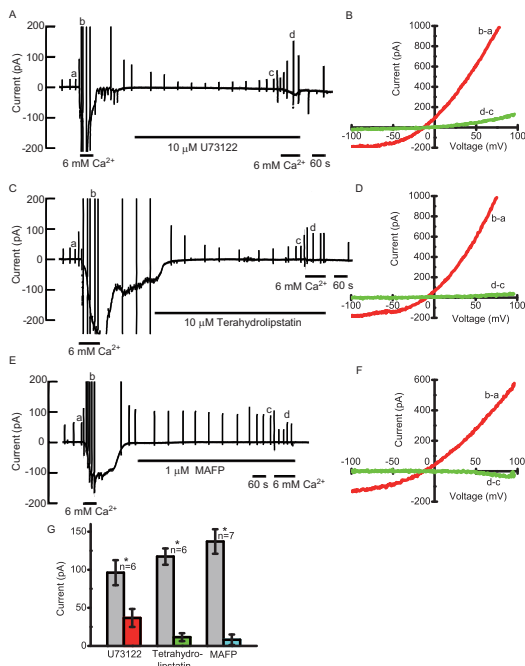 A
B
200
100
0
-100
-200
Current (pA)
a
b
c
d
10 μM U73122
6 mM Ca2+
6 mM Ca2+
60 s
1000
800
600
400
200
-200
Current (pA)
b-a
d-c
-100
-50
50
100
Voltage (mV)
C
D
200
100
0
-100
-200
Current (pA)
a
b
c
d
6 mM Ca2+
60 s
10 μM Terahydrolipstatin
6 mM Ca2+
1000
800
600
400
200
-200
Current (pA)
b-a
d-c
-100
-50
50
100
Voltage (mV)
E
F
200
100
0
-100
-200
Current (pA)
a
b
c
d
1 μM MAFP
60 s
6 mM Ca2+
6 mM Ca2+
600
400
200
-200
Current (pA)
b-a
d-c
-100
-50
50
100
Voltage (mV)
G
150
100
50
0
Current (pA)
*
n=6
*
n=6
*
n=7
U73122
Tetrahydro-
lipstatin
MAFP